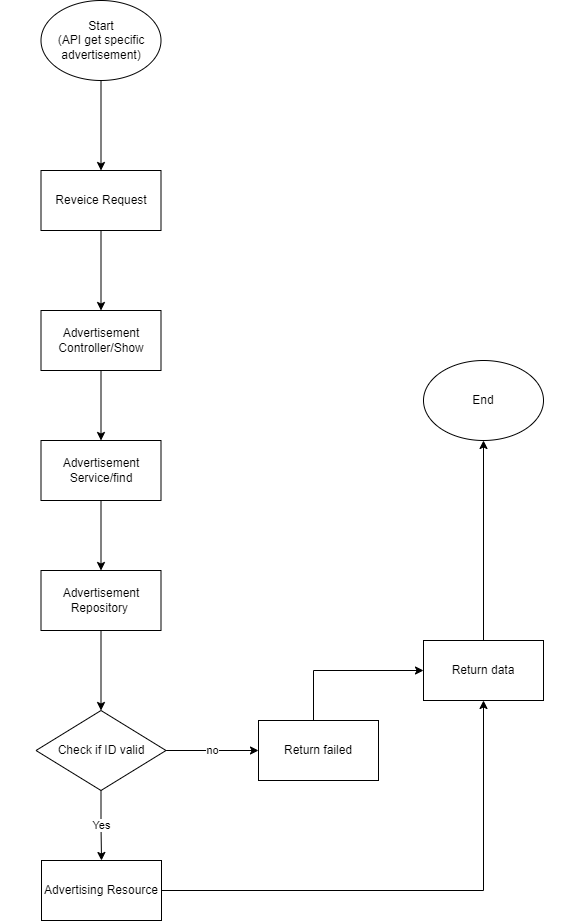 Start
(API get specific
advertisement)
Reveice Request
Advertisement
Controller/Show
Advertisement
Service/find
Advertisement
Repository
Check if ID valid
no
Return failed
Return data
End
Yes
Advertising Resource